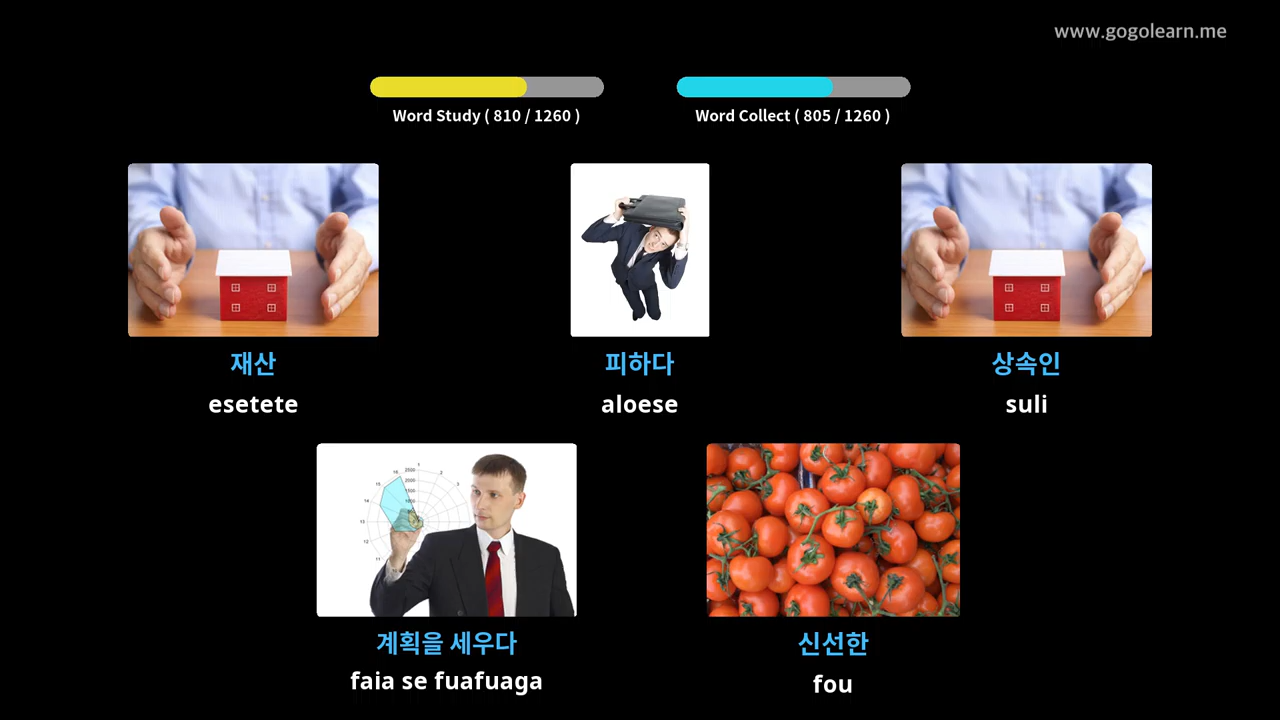 www.gogolearn.me
Word Study ( 810 / 1260 )
Word Collect ( 805 / 1260 )
재산
esetete
피하다
aloese
상속인
suli
계획을 세우다
faia se fuafuaga
신선한
fou